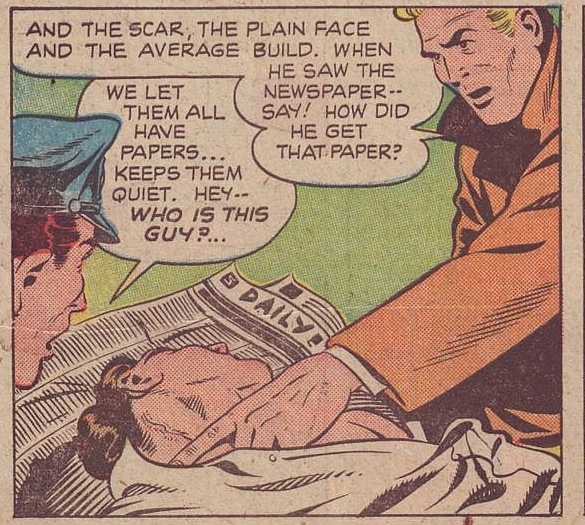 AND THE SCAR, THE PLAIN FACE
AND THE AVERAGE BUILD. WHEN
HE SAW THE
NEWSPAPER--
SAY! HOW DID
HE GET
THAT PAPER?
WE LET
THEM ALL
HAVE
PAPERS...
KEEPS THEM
QUIET. HEY--
WHO IS THIS
GUY?...
DAILY!